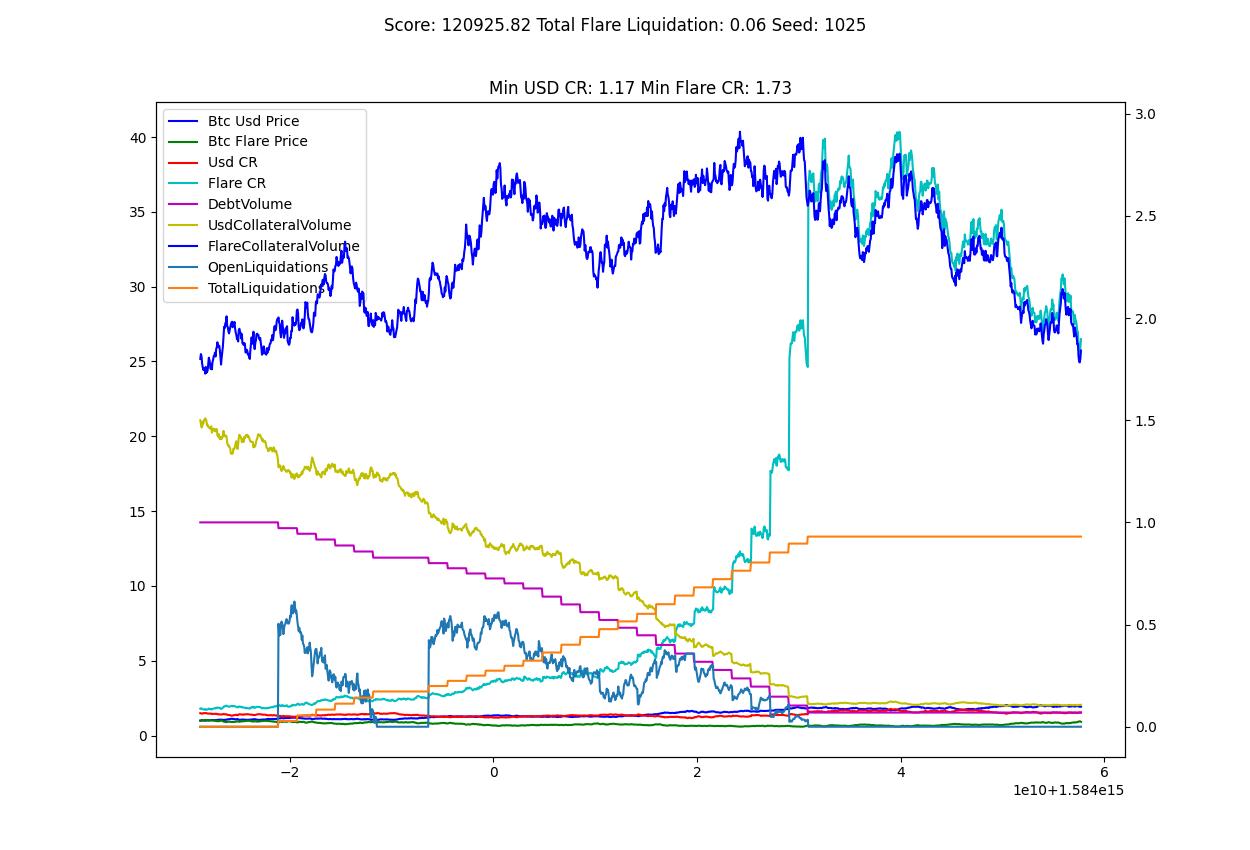 Score: 120925.82 Total Flare Liquidation: 0.06 Seed: 1025
Min USD CR: 1.17 Min Flare CR: 1.73
Btc Usd Price
Btc Flare Price
Usd CR
Flare CR
DebtVolume
UsdCollateralVolume
FlareCollateralVolume
OpenLiquidations
TotalLiquidations
40
35
30
25
20
15
10
5
0
3.0
2.5
2.0
1.5
1.0
0.5
0.0
−2
0
2
4
6
1e10+1.584e15